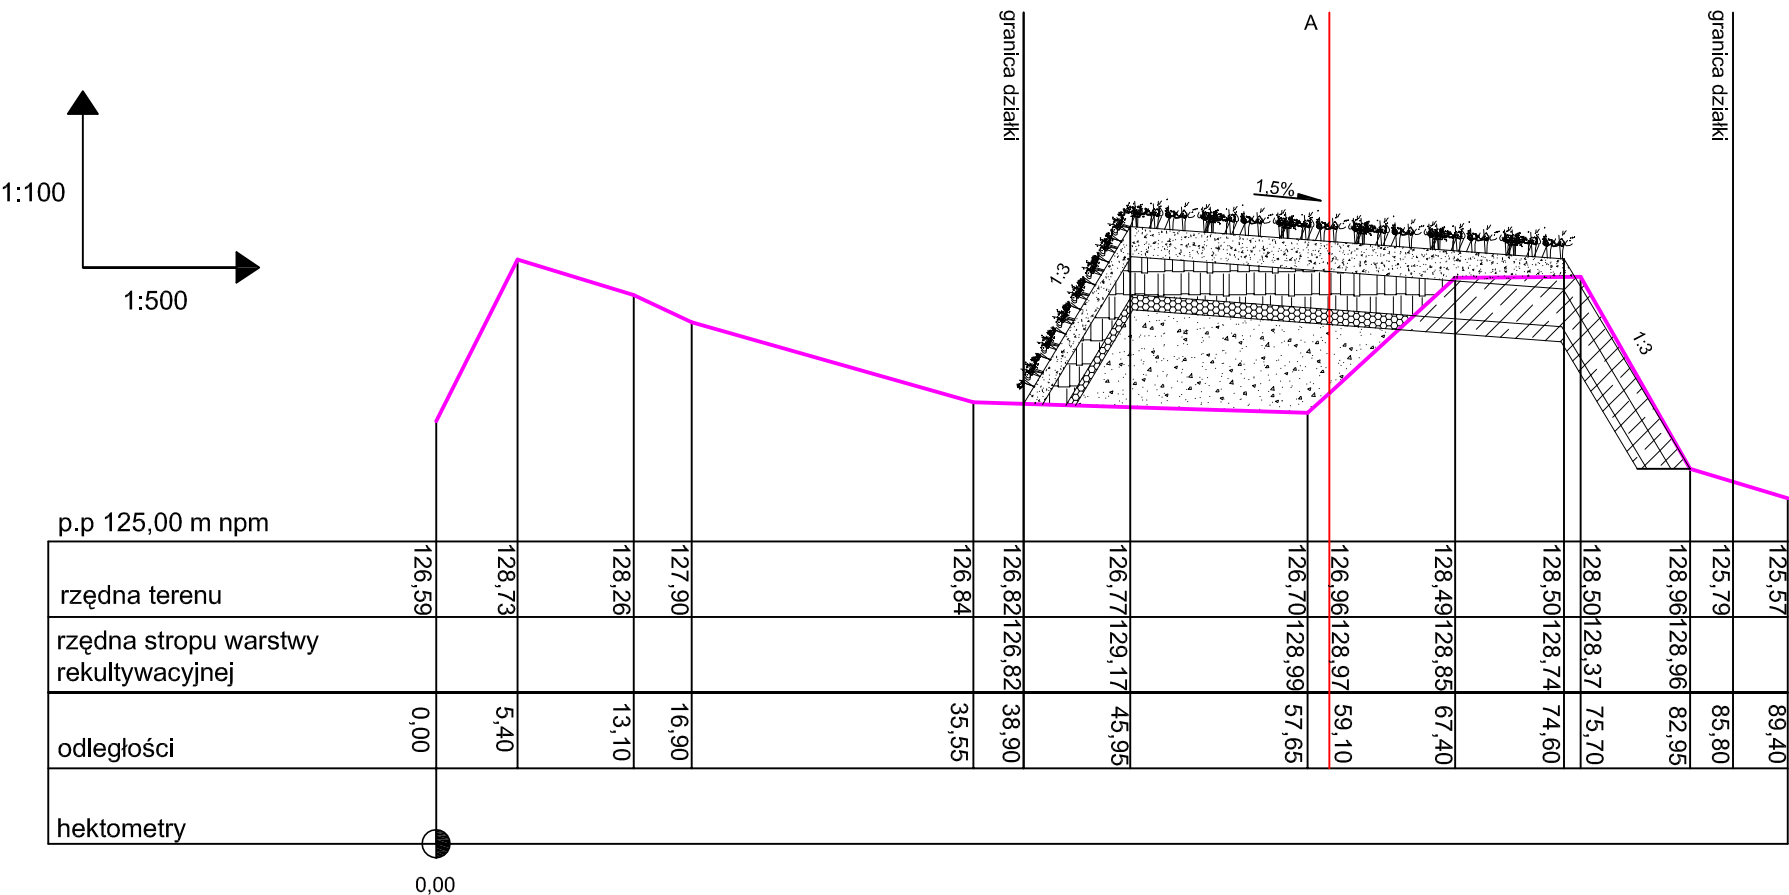 granica działki
A
granica działki
1:100
1:500
1,5%
1:3
1:3
p.p 125,00 m npm
rzędna terenu 126,59 128,73 128,26 127,90 126,84 126,82 126,77 126,70 126,96 128,49 128,50 128,50 128,96 125,79 125,57
rzędna stropu warstwy
rekultywacyjnej 126,82 129,17 128,99 128,97 128,85 128,74 128,37 128,96
odległości 0,00 5,40 13,10 16,90 35,55 38,90 45,95 57,65 59,10 67,40 74,60 75,70 82,95 85,80 89,40
hektometry
0,00